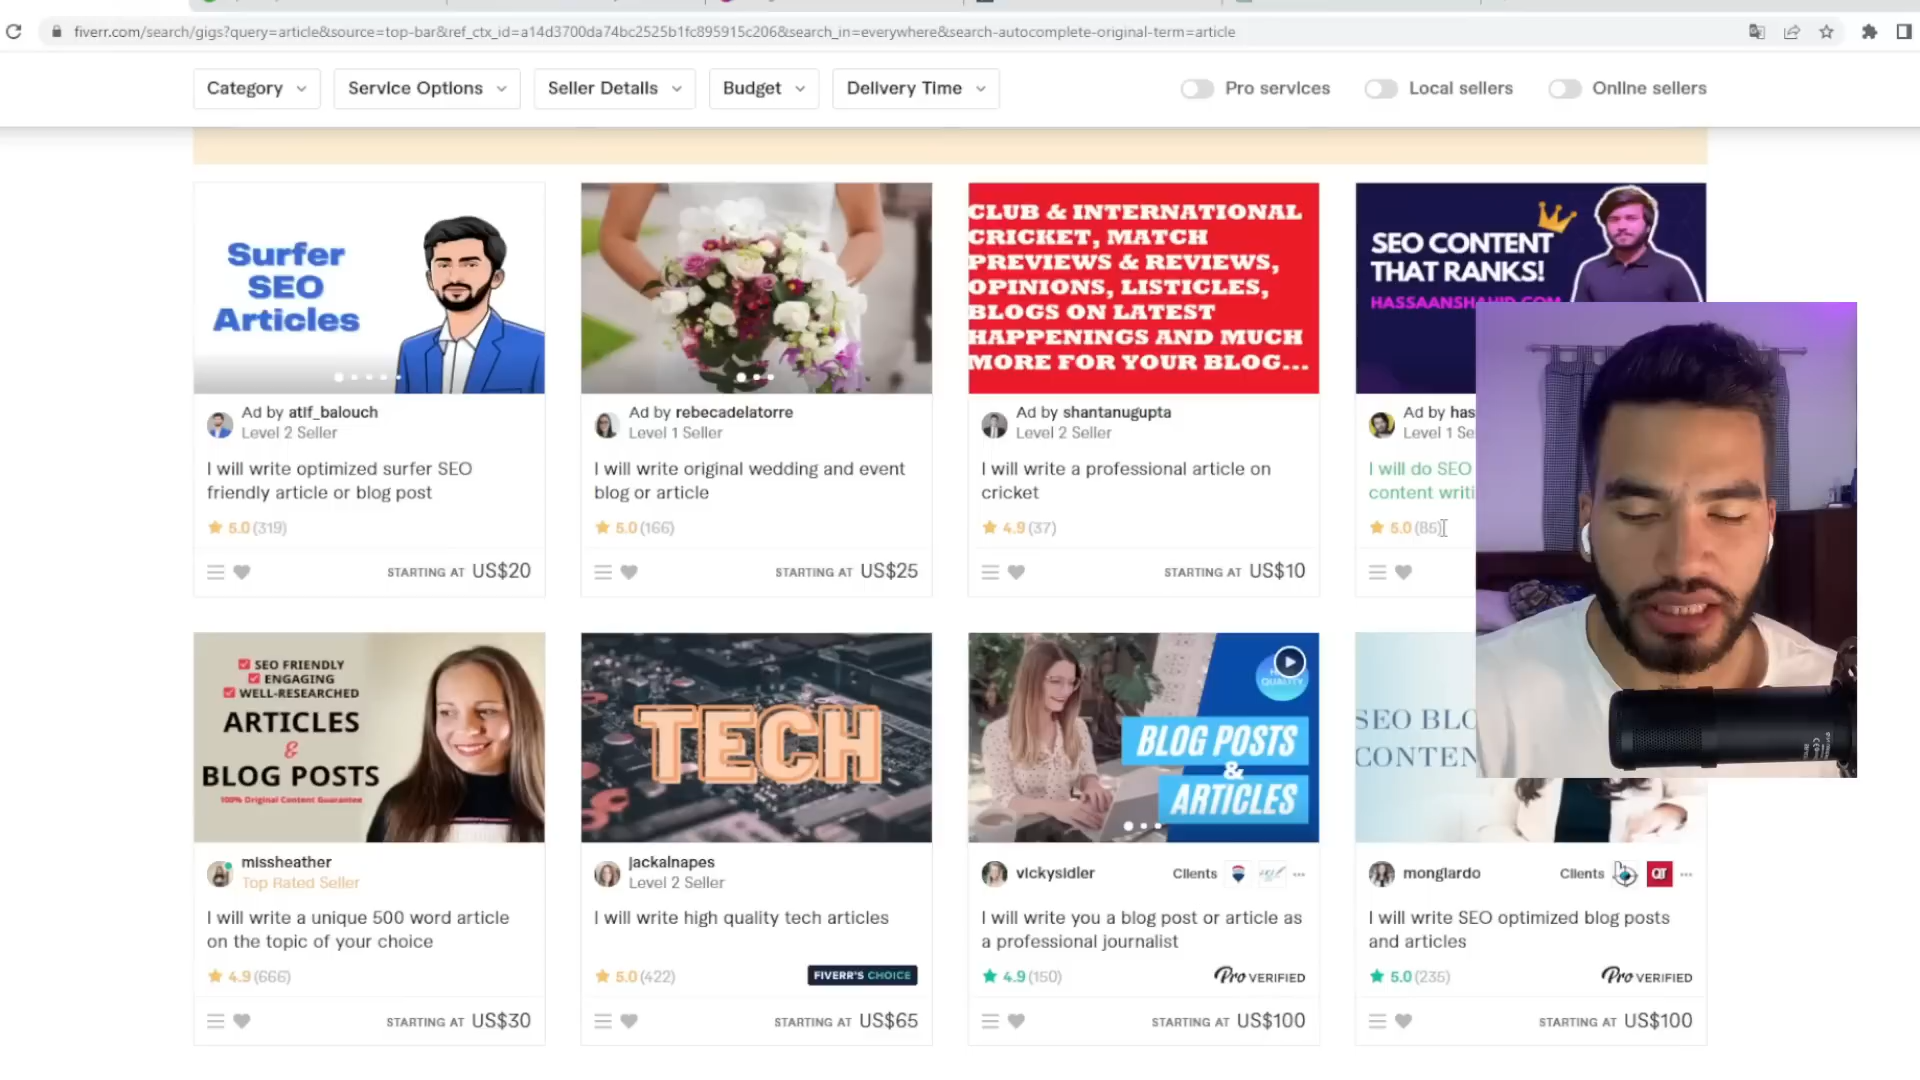 fiverr.com/search/gigs?query=article&source=top-bar&ref_ctx_id=a14d3700da74bc2525b1fc895915c206&search_in=everywhere&search-autocomplete-original-term=article
Category
Service Options
Seller Details
Budget
Delivery Time
Pro services
Local sellers
Online sellers
Surfer
SEO
Articles
Ad by atif_balouch
Level 2 Seller
I will write optimized surfer SEO
friendly article or blog post
5.0 (319)
STARTING AT US$20
Ad by rebecadelatorre
Level 1 Seller
I will write original wedding and event
blog or article
5.0 (166)
STARTING AT US$25
CLUB & INTERNATIONAL
CRICKET, MATCH
PREVIEWS & REVIEWS,
OPINIONS, LISTICLES,
BLOGS ON LATEST
HAPPENINGS AND MUCH
MORE FOR YOUR BLOG...
Ad by shantanugupta
Level 2 Seller
I will write a professional article on
cricket
4.9 (37)
STARTING AT US$10
SEO CONTENT
THAT RANKS!
HASSAANSHAHID.COM
Ad by has
Level 1 Se
I will do SEO
content writi
5.0 (85)
SEO FRIENDLY
ENGAGING
WELL-RESEARCHED
ARTICLES
&
BLOG POSTS
100% Original Content Guarantee
missheather
Top Rated Seller
I will write a unique 500 word article
on the topic of your choice
4.9 (666)
STARTING AT US$30
TECH
jackalnapes
Level 2 Seller
I will write high quality tech articles
5.0 (422)
FIVERR'S CHOICE
STARTING AT US$65
QUALITY
BLOG POSTS
&
ARTICLES
vickysidler
Clients
I will write you a blog post or article as
a professional journalist
4.9 (150)
Pro VERIFIED
STARTING AT US$100
SEO BLO
CONTEN
monglardo
Clients
QT
I will write SEO optimized blog posts
and articles
5.0 (235)
Pro VERIFIED
STARTING AT US$100